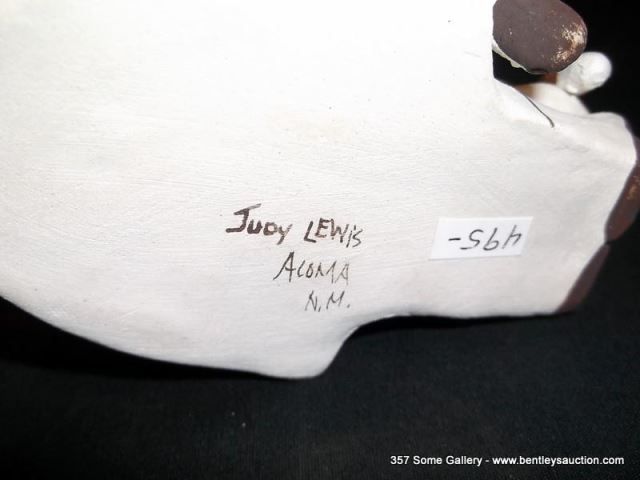 Judy LEWIS
ACOMA
N.M.
495-
357 Some Gallery - www.bentleysauction.com